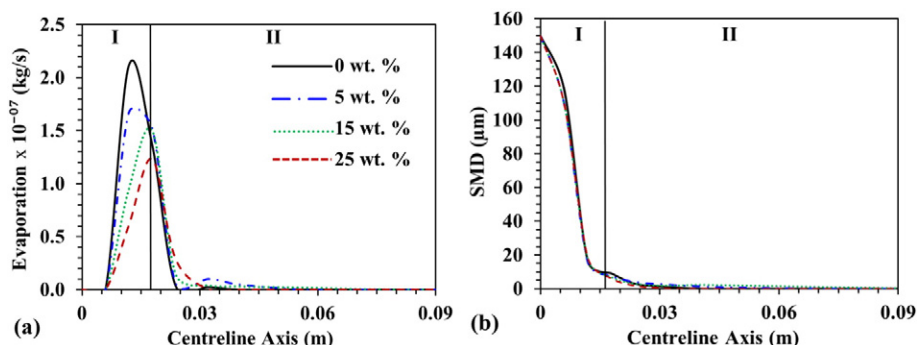 I II
2.5
2.0
1.5
1.0
0.5
0.0
Evaporation x 10⁻⁰⁷ (kg/s)
0 wt. %
5 wt. %
15 wt. %
25 wt. %
0 0.03 0.06 0.09
(a) Centreline Axis (m)
I II
160
140
120
100
80
60
40
20
0
SMD (µm)
0 0.03 0.06 0.09
(b) Centreline Axis (m)